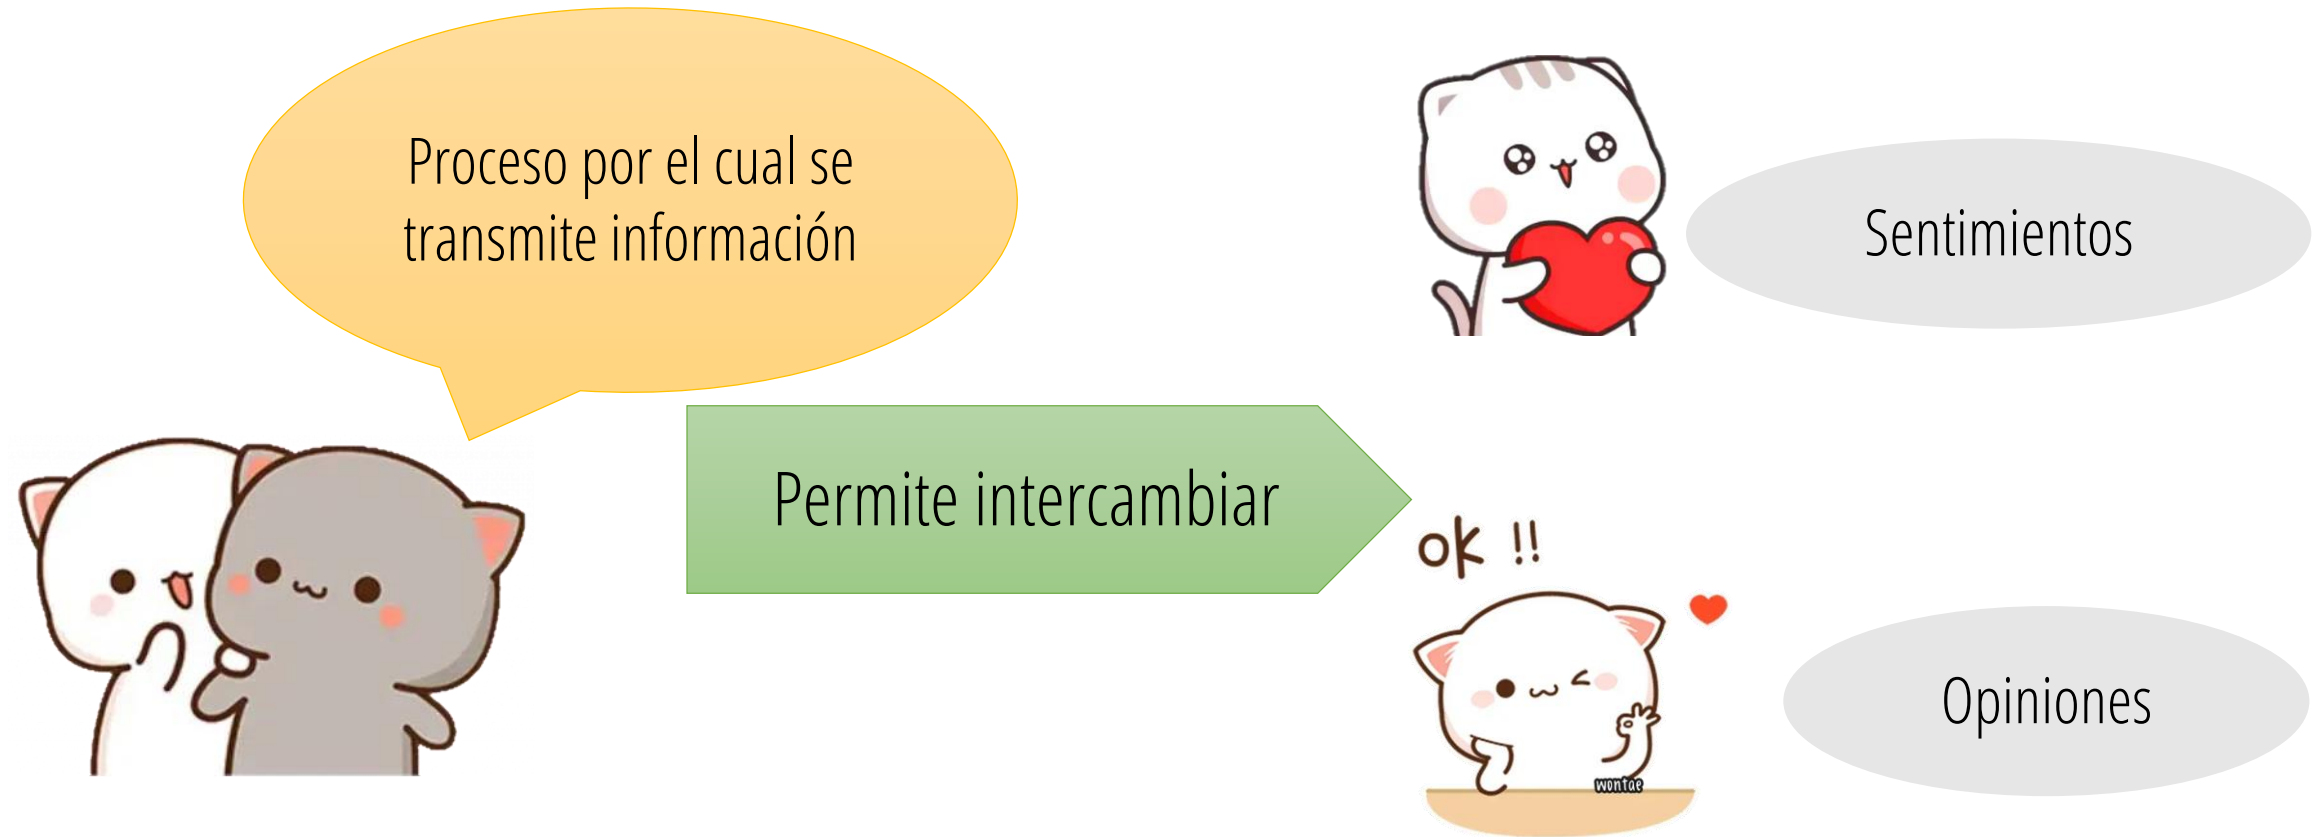 Proceso por el cual se
transmite información
Sentimientos
Permite intercambiar
OK !!
Opiniones
wontae